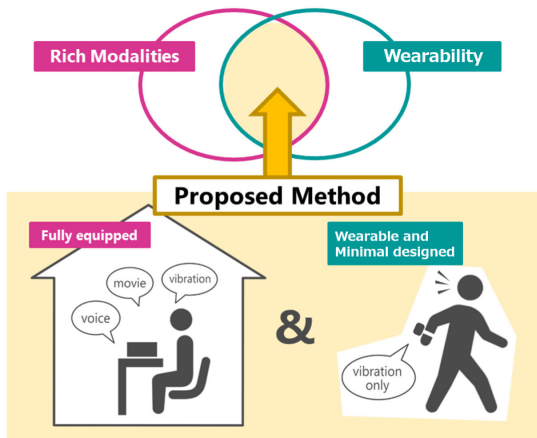 Rich Modalities
Wearability
Proposed Method
Fully equipped
Wearable and
Minimal designed
movie
vibration
voice
&
vibration
only